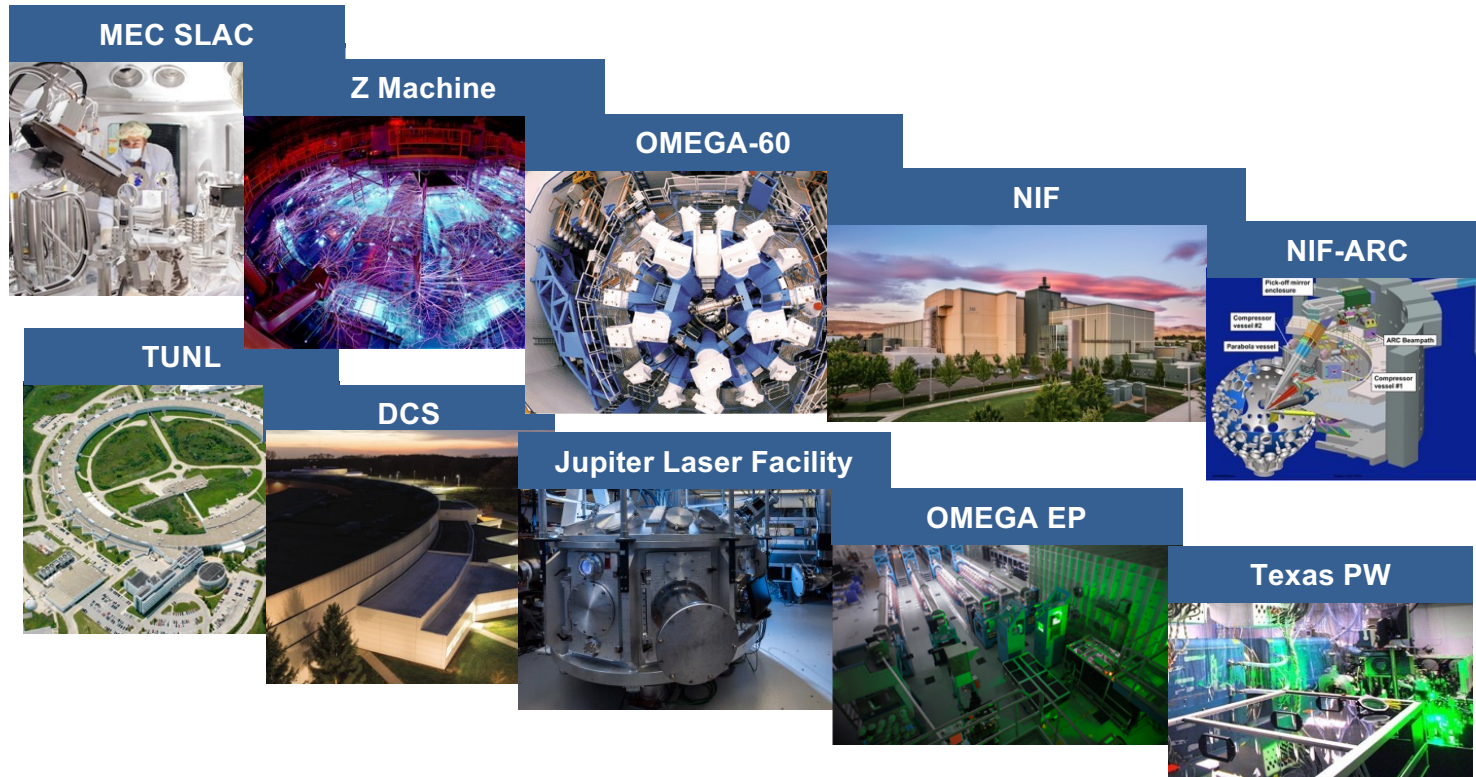 MEC SLAC
Z Machine
OMEGA-60
NIF
NIF-ARC
Pick-off mirror
enclosure
Compressor
vessel #2
Parabola vessel
ARC Beampath
Compressor
vessel #1
TUNL
DCS
Jupiter Laser Facility
OMEGA EP
Texas PW